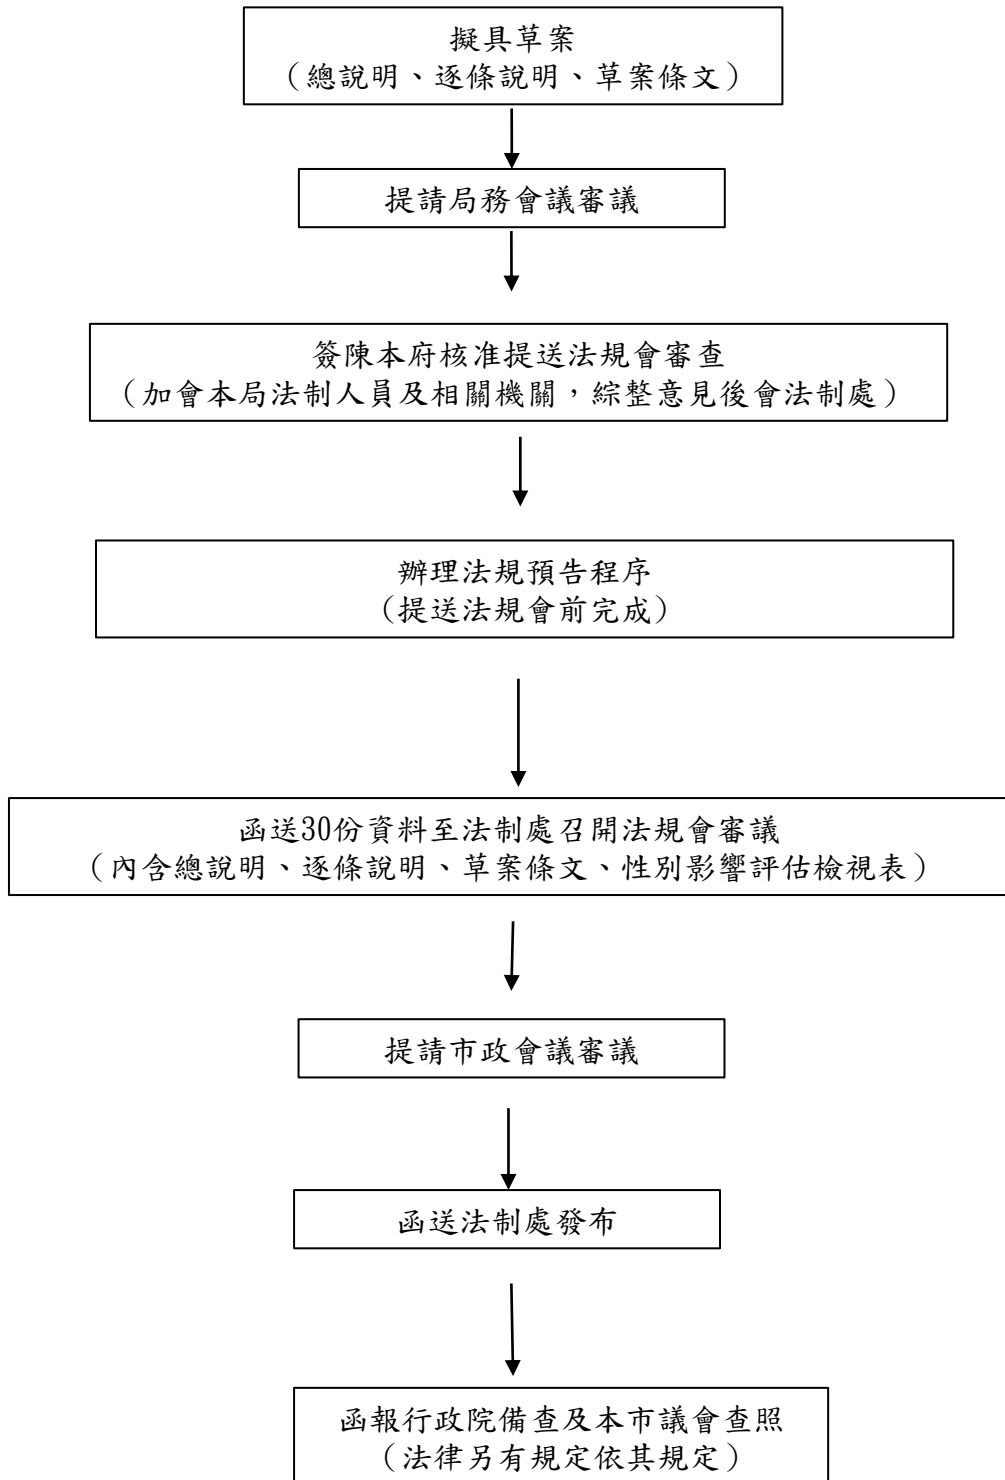 擬具草案
（總說明、逐條說明、草案條文）
提請局務會議審議
簽陳本府核准提送法規會審查
（加會本局法制人員及相關機關，綜整意見後會法制處）
辦理法規預告程序
（提送法規會前完成）
函送30份資料至法制處召開法規會審議
（內含總說明、逐條說明、草案條文、性別影響評估檢視表）
提請市政會議審議
函送法制處發布
函報行政院備查及本市議會查照
（法律另有規定依其規定）